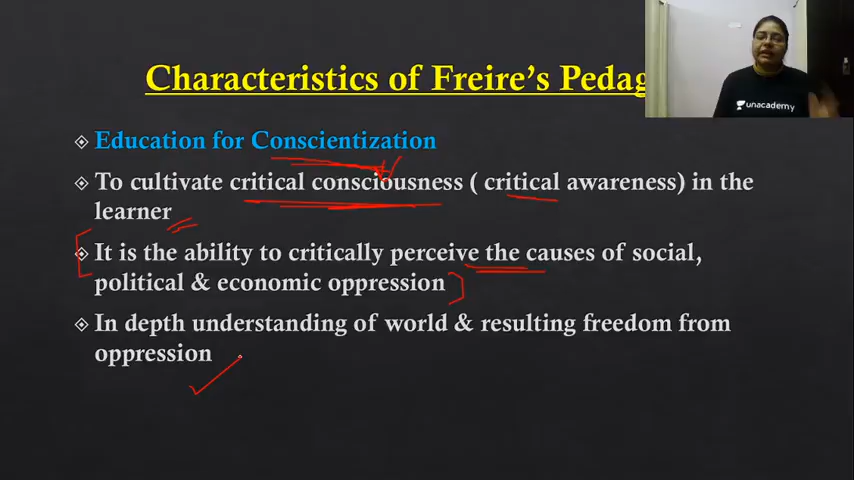 Characteristics of Freire's Pedag
unacademy
Education for Conscientization
To cultivate critical consciousness ( critical awareness) in the
learner
It is the ability to critically perceive the causes of social,
political & economic oppression
In depth understanding of world & resulting freedom from
oppression